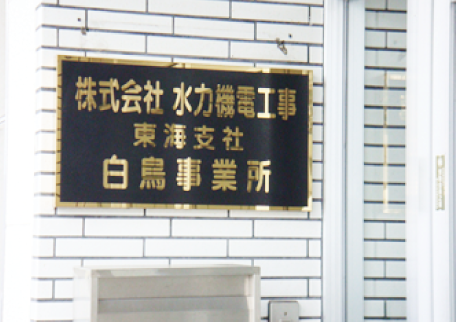 株式会社 水力機電工事
東海支社
白鳥事業所